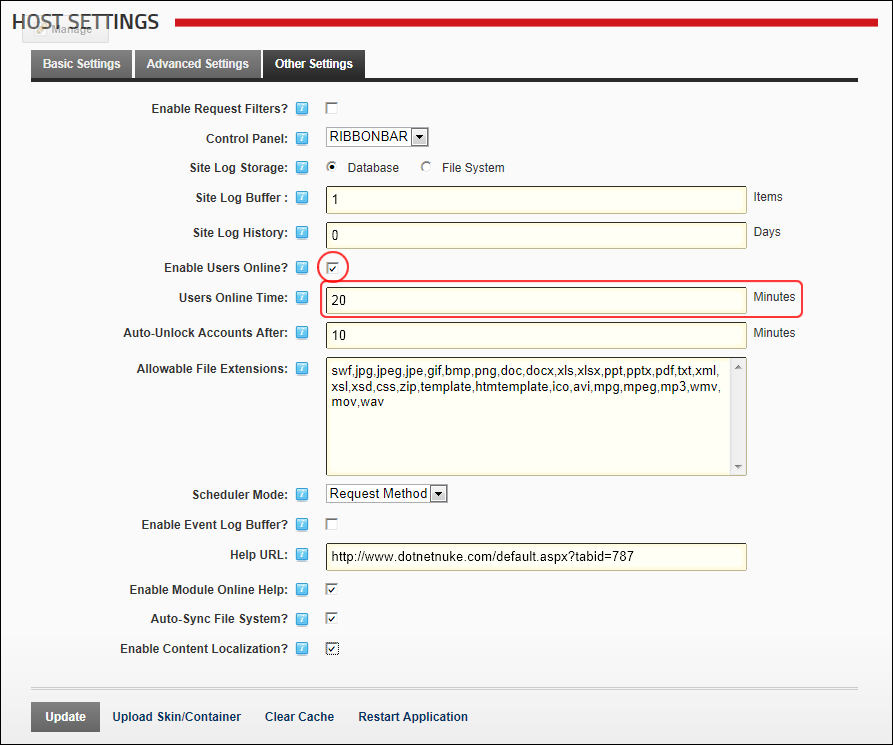 HOST SETTINGS
Manage
Basic Settings Advanced Settings Other Settings
Enable Request Filters?
Control Panel: RIBBONBAR
Site Log Storage: Database File System
Site Log Buffer : 1 Items
Site Log History: 0 Days
Enable Users Online?
Users Online Time: 20 Minutes
Auto-Unlock Accounts After: 10 Minutes
Allowable File Extensions: swf,jpg,jpeg,jpe,gif,bmp,png,doc,docx,xls,xlsx,ppt,pptx,pdf,txt,xml,
xsl,xsd,css,zip,template,htmtemplate,ico,avi,mpg,mpeg,mp3,wmv,
mov,wav
Scheduler Mode: Request Method
Enable Event Log Buffer?
Help URL: http://www.dotnetnuke.com/default.aspx?tabid=787
Enable Module Online Help:
Auto-Sync File System?
Enable Content Localization?
Update Upload Skin/Container Clear Cache Restart Application